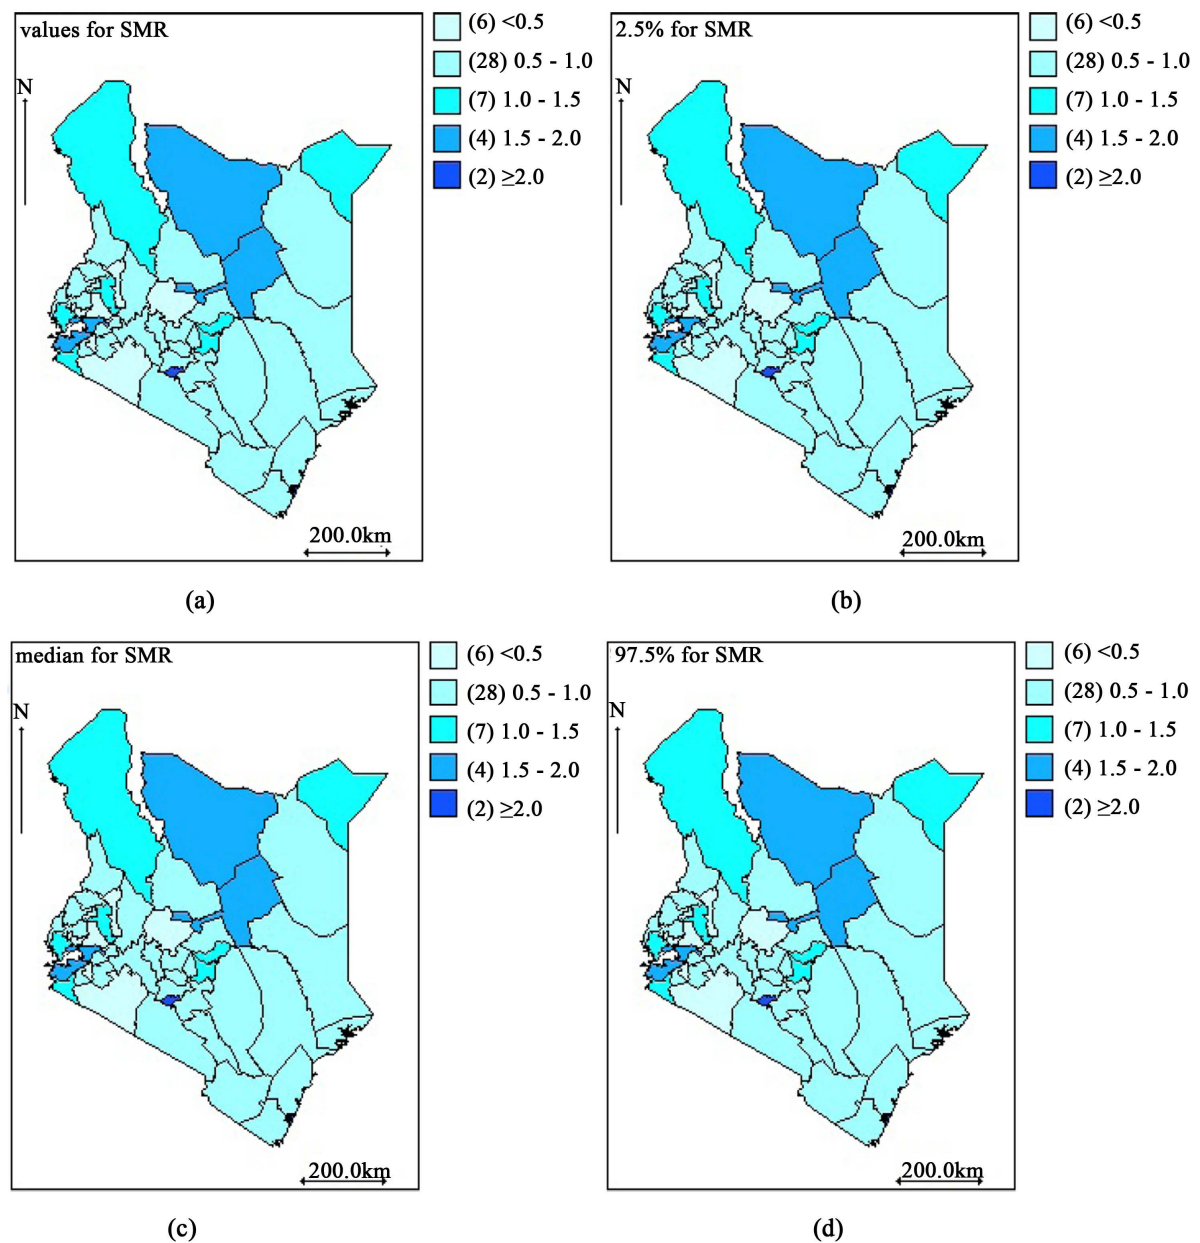 values for SMR
N
200.0km
(6) <0.5
(28) 0.5 - 1.0
(7) 1.0 - 1.5
(4) 1.5 - 2.0
(2) ≥2.0
(a)
2.5% for SMR
N
200.0km
(6) <0.5
(28) 0.5 - 1.0
(7) 1.0 - 1.5
(4) 1.5 - 2.0
(2) ≥2.0
(b)
median for SMR
N
200.0km
(6) <0.5
(28) 0.5 - 1.0
(7) 1.0 - 1.5
(4) 1.5 - 2.0
(2) ≥2.0
(c)
97.5% for SMR
N
200.0km
(6) <0.5
(28) 0.5 - 1.0
(7) 1.0 - 1.5
(4) 1.5 - 2.0
(2) ≥2.0
(d)